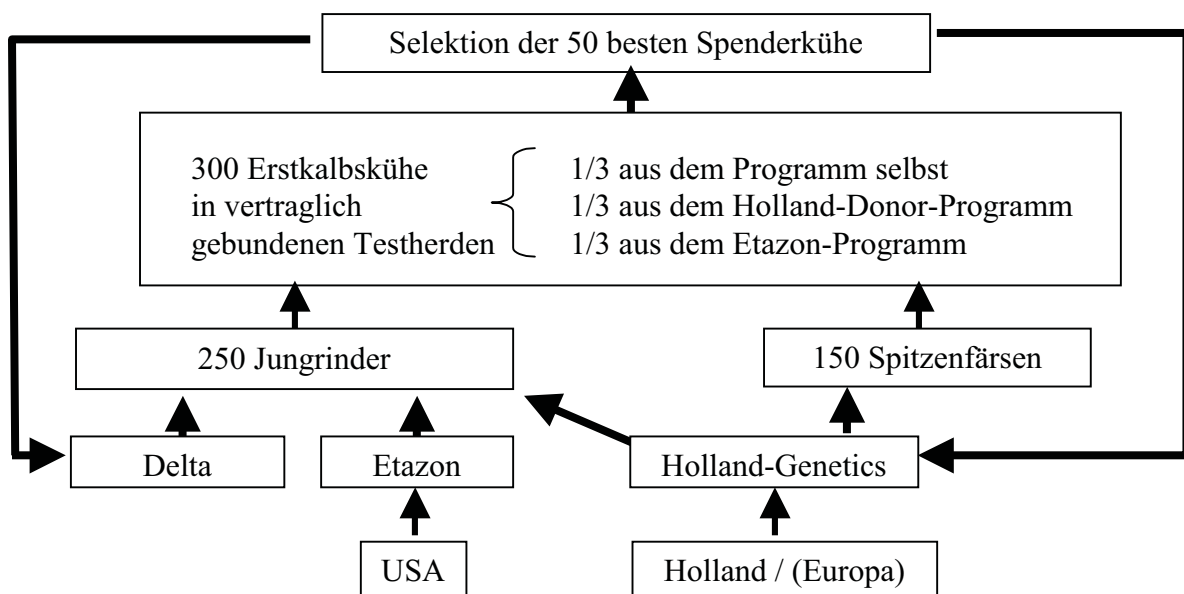 Selektion der 50 besten Spenderkühe
300 Erstkalbskühe
in vertraglich
gebundenen Testherden
1/3 aus dem Programm selbst
1/3 aus dem Holland-Donor-Programm
1/3 aus dem Etazon-Programm
250 Jungrinder
150 Spitzenfärsen
Delta
Etazon
Holland-Genetics
USA
Holland / (Europa)